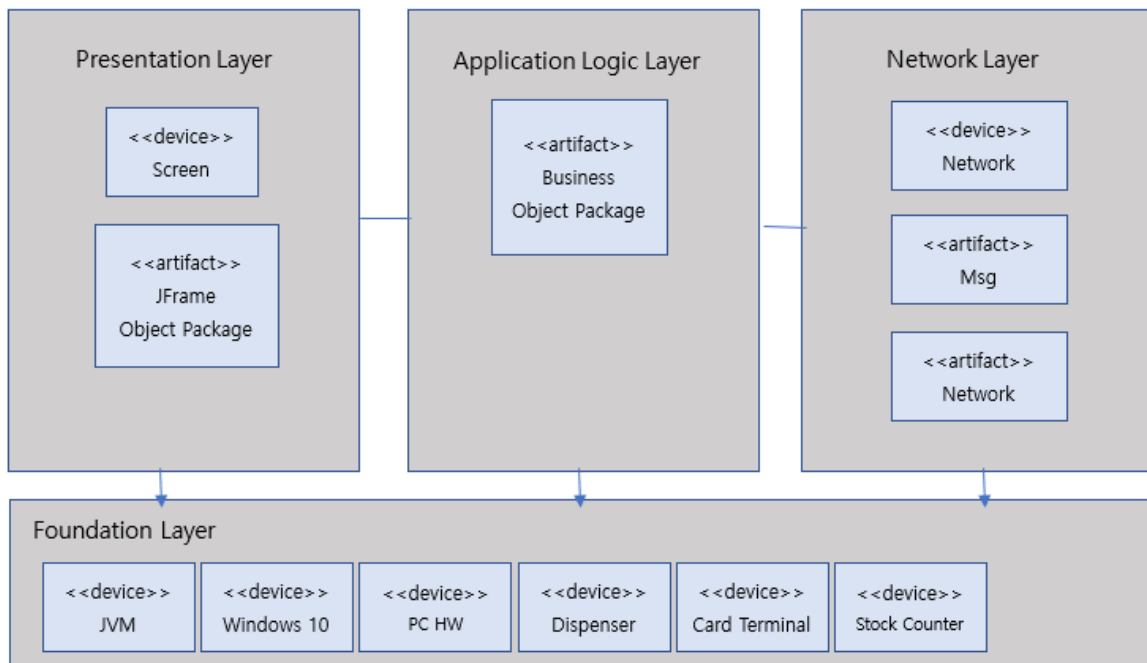 Presentation Layer
<<device>>
Screen
<<artifact>>
JFrame
Object Package
Application Logic Layer
<<artifact>>
Business
Object Package
Network Layer
<<device>>
Network
<<artifact>>
Msg
<<artifact>>
Network
Foundation Layer
<<device>>
JVM
<<device>>
Windows 10
<<device>>
PC HW
<<device>>
Dispenser
<<device>>
Card Terminal
<<device>>
Stock Counter